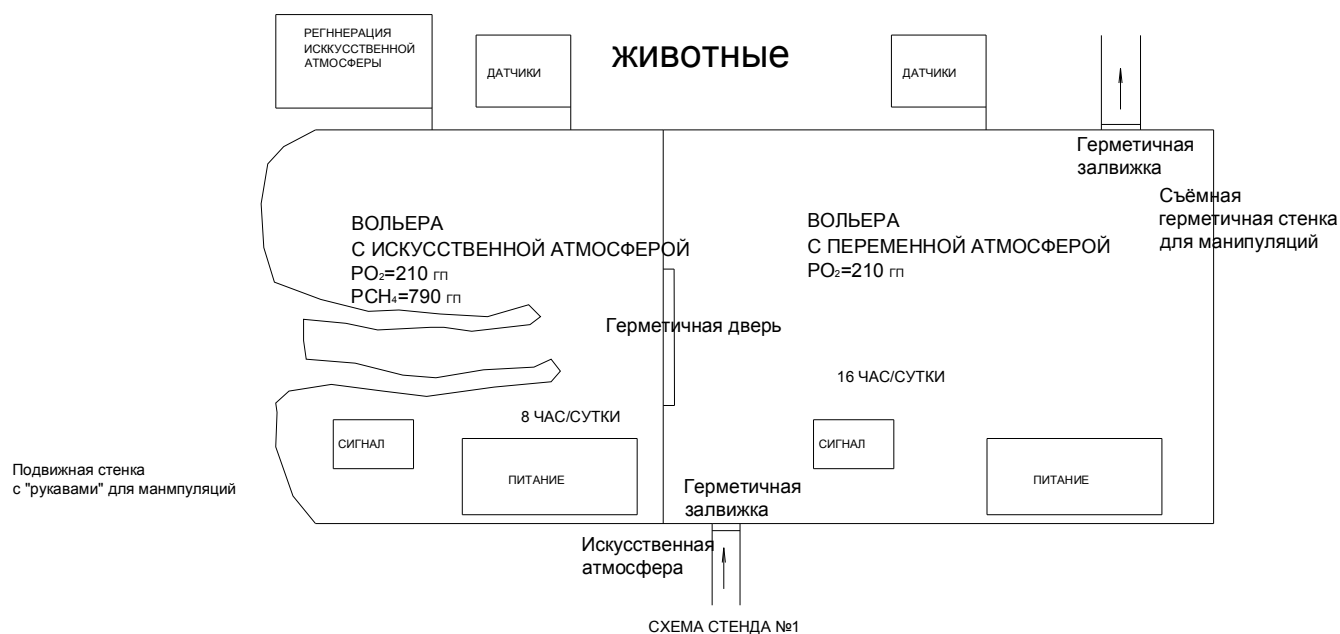 РЕГННЕРАЦИЯ
ИСККУССТВЕННОЙ
АТМОСФЕРЫ
ДАТЧИКИ
животные
ДАТЧИКИ
Герметичная
залвижка
Съёмная
герметичная стенка
для манипуляций
ВОЛЬЕРА
С ИСКУССТВЕННОЙ АТМОСФЕРОЙ
PO₂=210 гп
PCH₄=790 гп
ВОЛЬЕРА
С ПЕРЕМЕННОЙ АТМОСФЕРОЙ
PO₂=210 гп
Герметичная дверь
16 ЧАС/СУТКИ
8 ЧАС/СУТКИ
СИГНАЛ
ПИТАНИЕ
СИГНАЛ
ПИТАНИЕ
Подвижная стенка
с "рукавами" для манмпуляций
Герметичная
залвижка
Искусственная
атмосфера
СХЕМА СТЕНДА №1